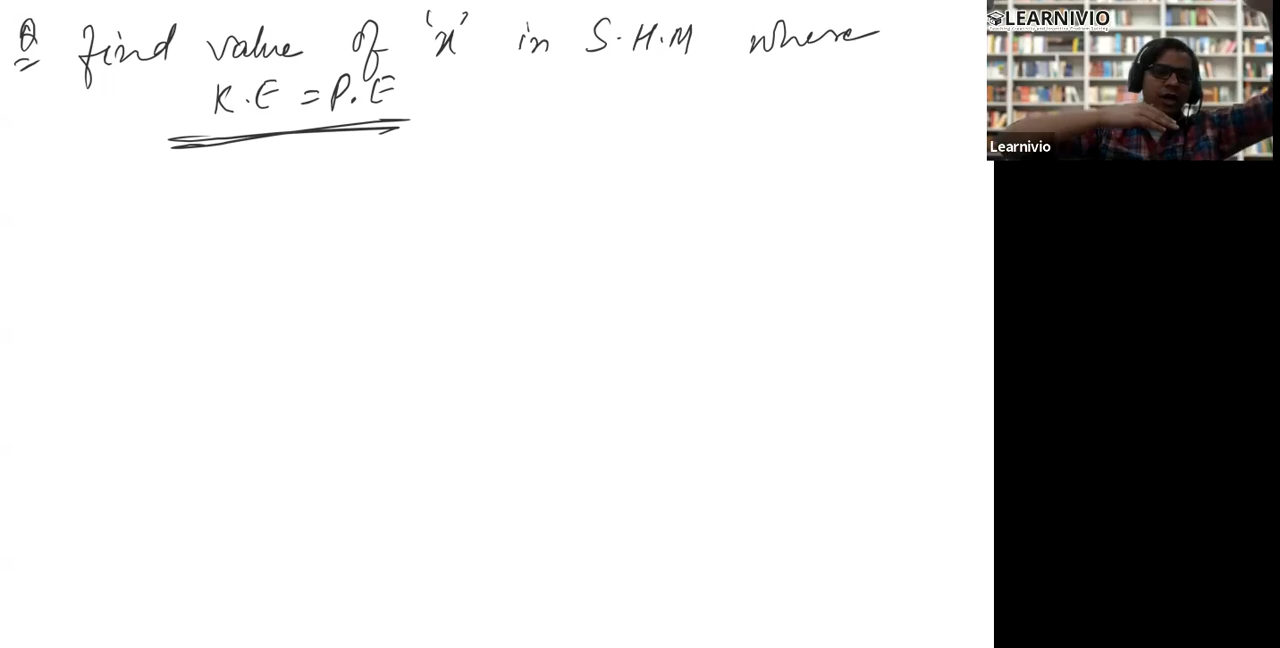 Q find value of 'x' in S.H.M where
K.E = P.E
LEARNIVIO
Learnivio